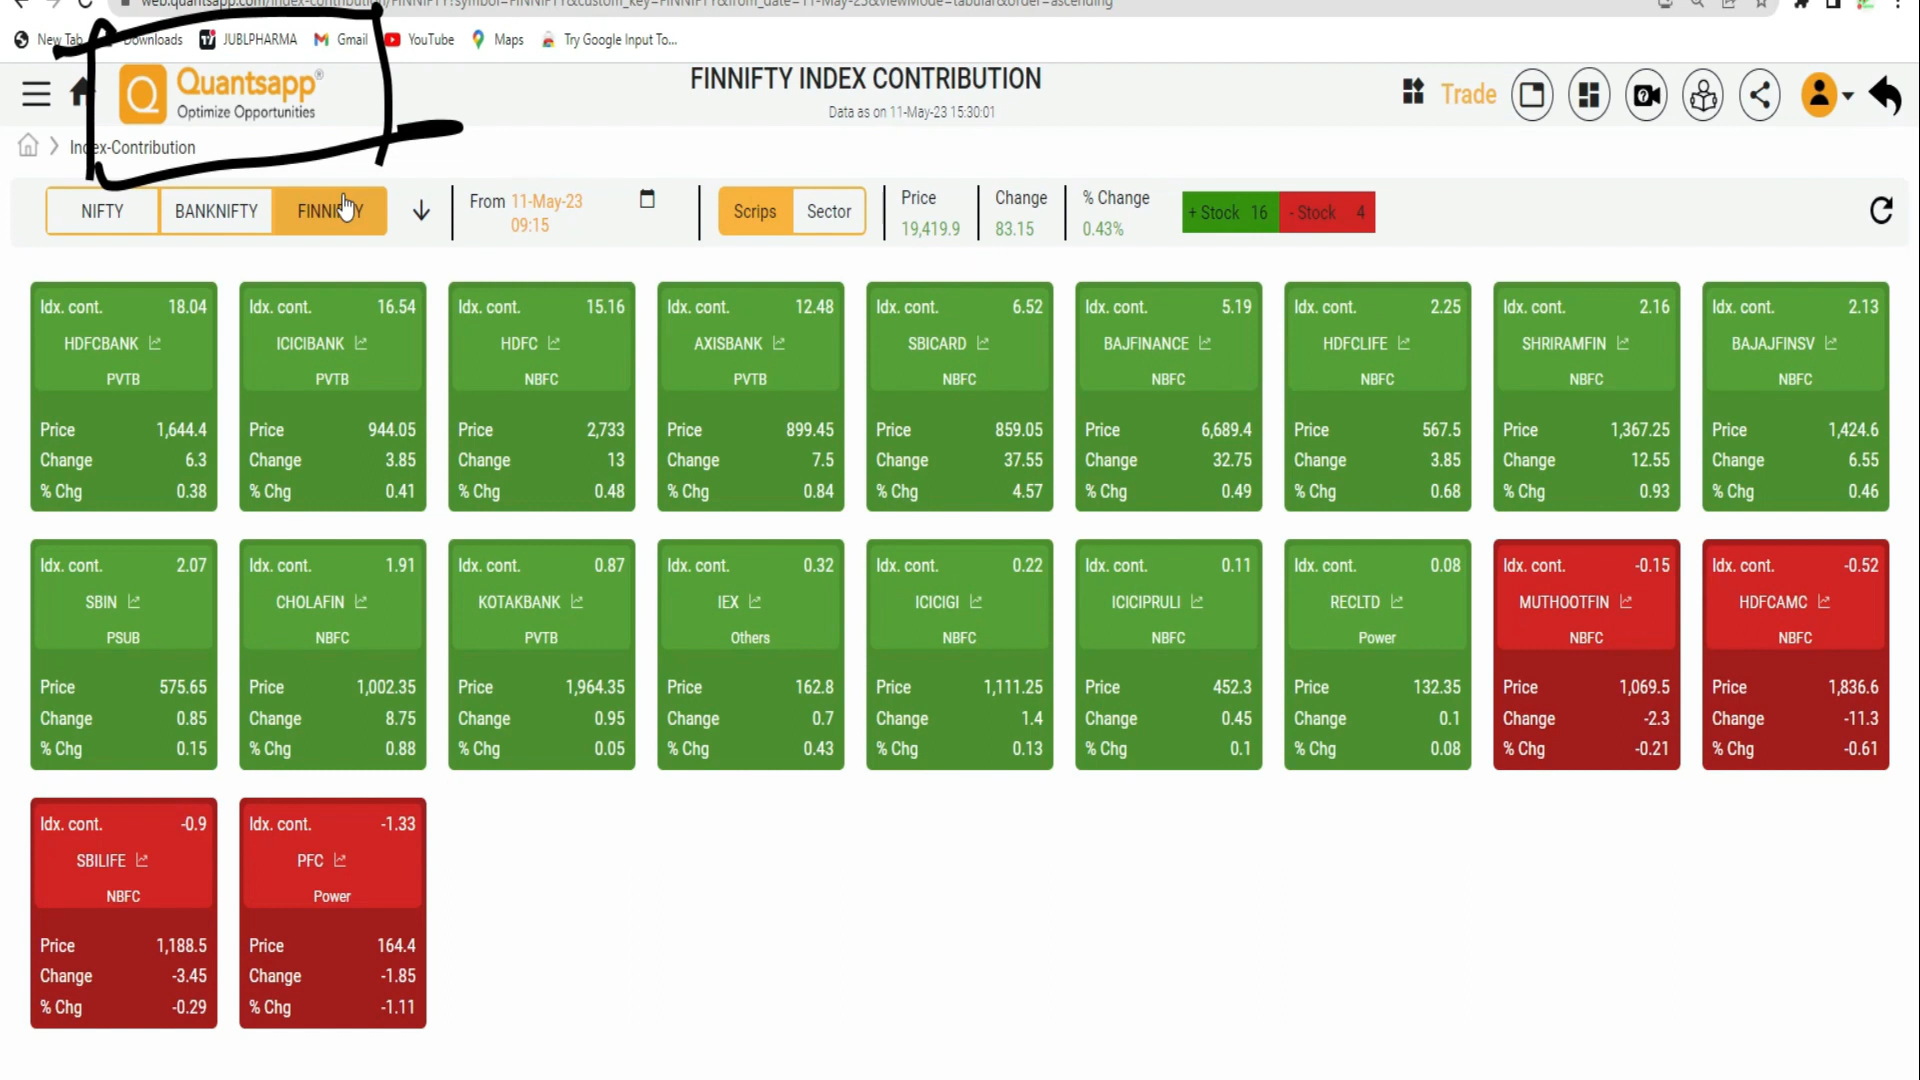 web.quantsapp.com/index-contribution/FINNIFTY?symbol=FINNIFTY&custom_key=FINNIFTY&from_date=11-May-23&viewMode=tabular&order=ascending
New Tab Downloads JUBLPHARMA Gmail YouTube Maps Try Google Input To...
Quantsapp®
Optimize Opportunities
FINNIFTY INDEX CONTRIBUTION
Data as on 11-May-23 15:30:01
Trade
Index-Contribution
NIFTY BANKNIFTY FINNIFTY
From 11-May-23
09:15
Scrips Sector
Price Change % Change
19,419.9 83.15 0.43%
+ Stock 16 - Stock 4
Idx. cont. 18.04 Idx. cont. 16.54 Idx. cont. 15.16 Idx. cont. 12.48 Idx. cont. 6.52 Idx. cont. 5.19 Idx. cont. 2.25 Idx. cont. 2.16 Idx. cont. 2.13
HDFCBANK ICICIBANK HDFC AXISBANK SBICARD BAJFINANCE HDFCLIFE SHRIRAMFIN BAJAJFINSV
PVTB PVTB NBFC PVTB NBFC NBFC NBFC NBFC NBFC
Price 1,644.4 Price 944.05 Price 2,733 Price 899.45 Price 859.05 Price 6,689.4 Price 567.5 Price 1,367.25 Price 1,424.6
Change 6.3 Change 3.85 Change 13 Change 7.5 Change 37.55 Change 32.75 Change 3.85 Change 12.55 Change 6.55
% Chg 0.38 % Chg 0.41 % Chg 0.48 % Chg 0.84 % Chg 4.57 % Chg 0.49 % Chg 0.68 % Chg 0.93 % Chg 0.46
Idx. cont. 2.07 Idx. cont. 1.91 Idx. cont. 0.87 Idx. cont. 0.32 Idx. cont. 0.22 Idx. cont. 0.11 Idx. cont. 0.08 Idx. cont. -0.15 Idx. cont. -0.52
SBIN CHOLAFIN KOTAKBANK IEX ICICIGI ICICIPRULI RECLTD MUTHOOTFIN HDFCAMC
PSUB NBFC PVTB Others NBFC NBFC Power NBFC NBFC
Price 575.65 Price 1,002.35 Price 1,964.35 Price 162.8 Price 1,111.25 Price 452.3 Price 132.35 Price 1,069.5 Price 1,836.6
Change 0.85 Change 8.75 Change 0.95 Change 0.7 Change 1.4 Change 0.45 Change 0.1 Change -2.3 Change -11.3
% Chg 0.15 % Chg 0.88 % Chg 0.05 % Chg 0.43 % Chg 0.13 % Chg 0.1 % Chg 0.08 % Chg -0.21 % Chg -0.61
Idx. cont. -0.9 Idx. cont. -1.33
SBILIFE PFC
NBFC Power
Price 1,188.5 Price 164.4
Change -3.45 Change -1.85
% Chg -0.29 % Chg -1.11